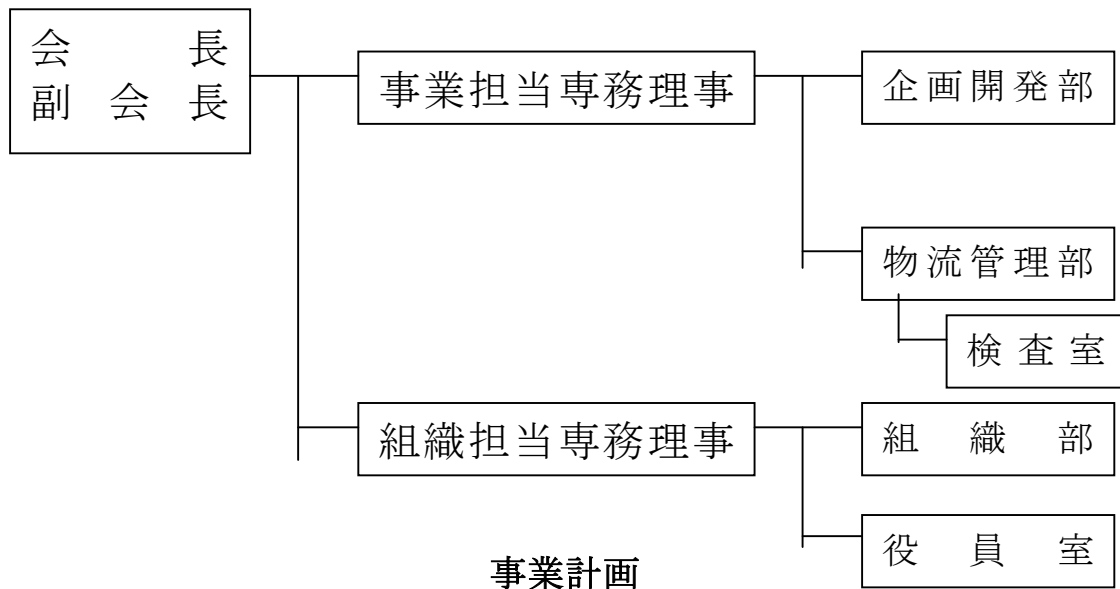 会長
副会長
事業担当専務理事
企画開発部
物流管理部
検査室
組織担当専務理事
組織部
役員室
事業計画